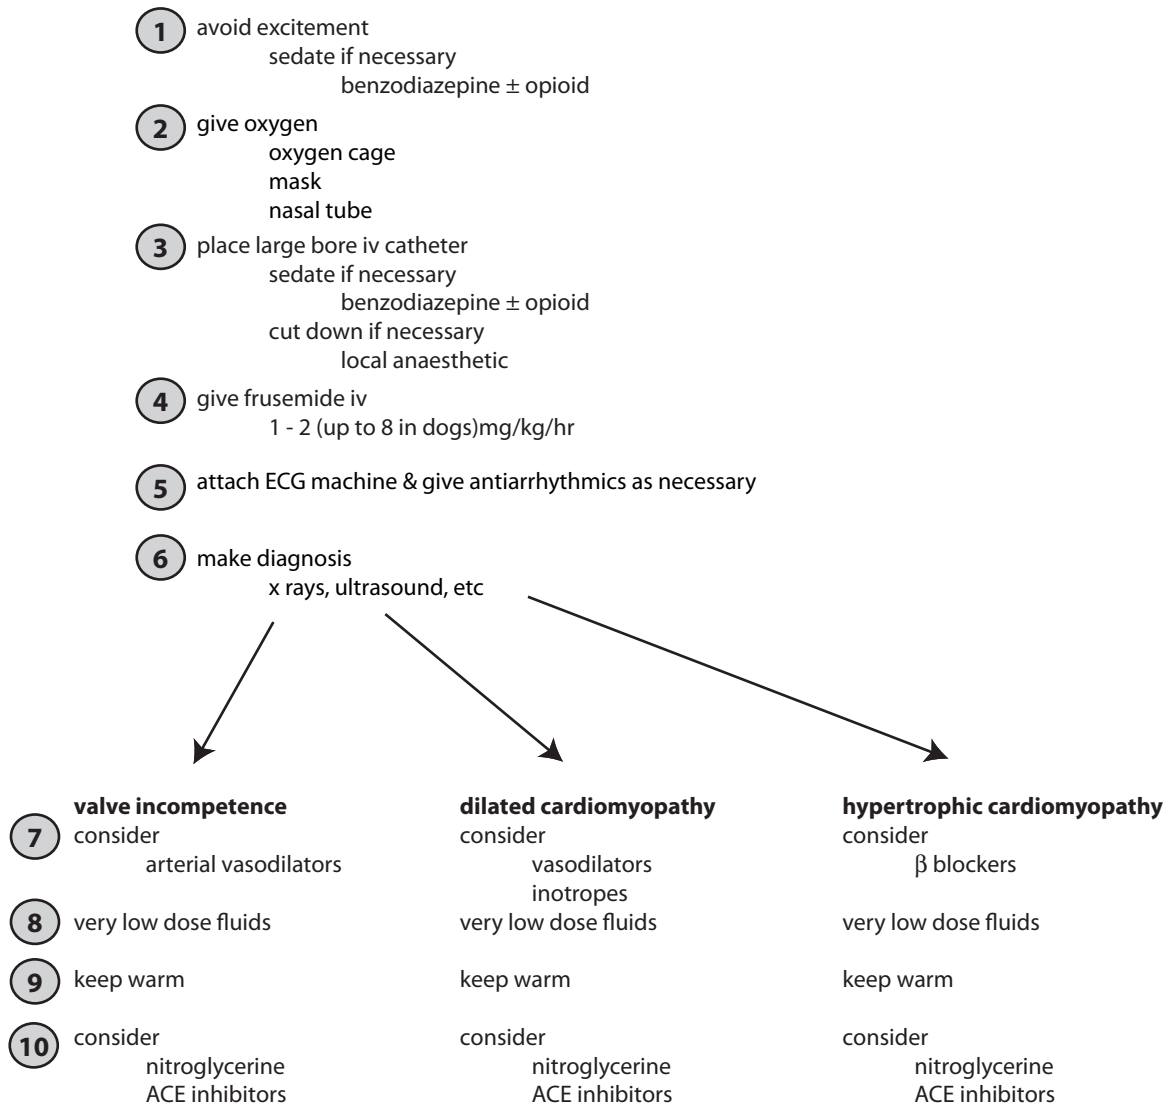 1 avoid excitement
sedate if necessary
benzodiazepine ± opioid
2 give oxygen
oxygen cage
mask
nasal tube
3 place large bore iv catheter
sedate if necessary
benzodiazepine ± opioid
cut down if necessary
local anaesthetic
4 give frusemide iv
1 - 2 (up to 8 in dogs)mg/kg/hr
5 attach ECG machine & give antiarrhythmics as necessary
6 make diagnosis
x rays, ultrasound, etc
valve incompetence dilated cardiomyopathy hypertrophic cardiomyopathy
7 consider consider consider
arterial vasodilators vasodilators β blockers
inotropes
8 very low dose fluids very low dose fluids very low dose fluids
9 keep warm keep warm keep warm
10 consider consider consider
nitroglycerine nitroglycerine nitroglycerine
ACE inhibitors ACE inhibitors ACE inhibitors